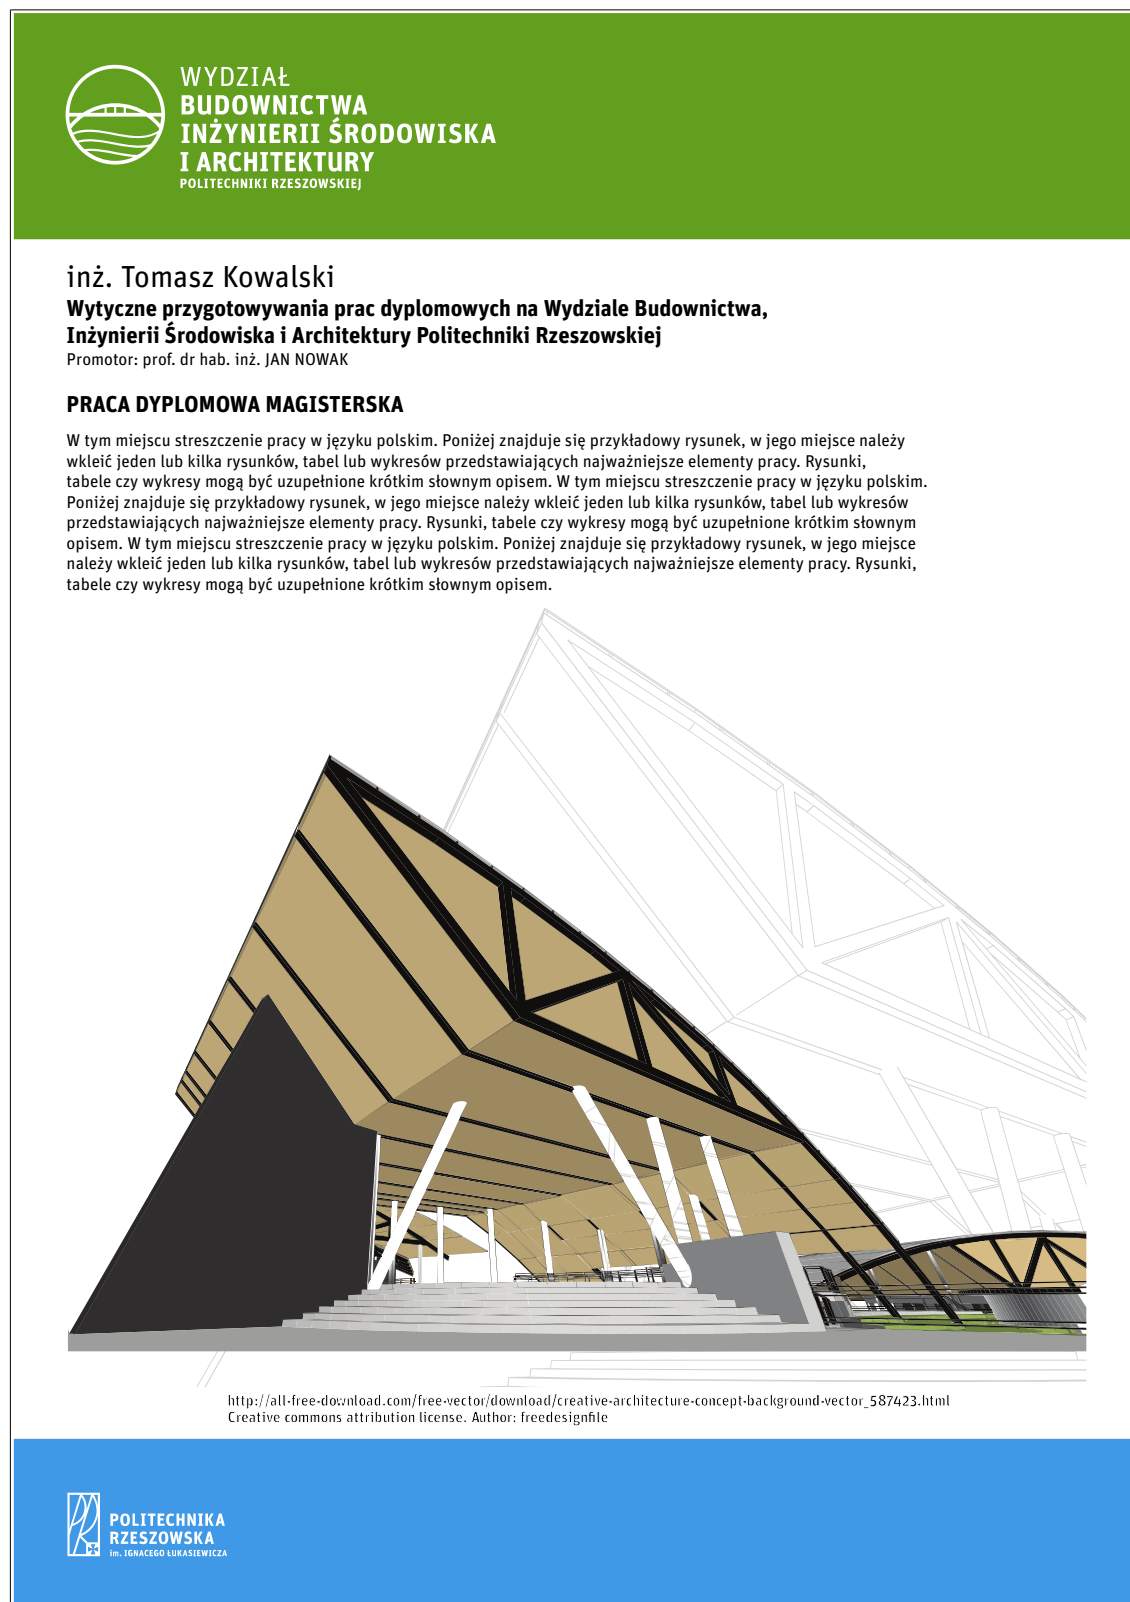 WYDZIAŁ
BUDOWNICTWA
INŻYNIERII ŚRODOWISKA
I ARCHITEKTURY
POLITECHNIKI RZESZOWSKIEJ
inż. Tomasz Kowalski
Wytyczne przygotowywania prac dyplomowych na Wydziale Budownictwa,
Inżynierii Środowiska i Architektury Politechniki Rzeszowskiej
Promotor: prof. dr hab. inż. JAN NOWAK
PRACA DYPLOMOWA MAGISTERSKA
W tym miejscu streszczenie pracy w języku polskim. Poniżej znajduje się przykładowy rysunek, w jego miejsce należy
wkleić jeden lub kilka rysunków, tabel lub wykresów przedstawiających najważniejsze elementy pracy. Rysunki,
tabele czy wykresy mogą być uzupełnione krótkim słownym opisem. W tym miejscu streszczenie pracy w języku polskim.
Poniżej znajduje się przykładowy rysunek, w jego miejsce należy wkleić jeden lub kilka rysunków, tabel lub wykresów
przedstawiających najważniejsze elementy pracy. Rysunki, tabele czy wykresy mogą być uzupełnione krótkim słownym
opisem. W tym miejscu streszczenie pracy w języku polskim. Poniżej znajduje się przykładowy rysunek, w jego miejsce
należy wkleić jeden lub kilka rysunków, tabel lub wykresów przedstawiających najważniejsze elementy pracy. Rysunki,
tabele czy wykresy mogą być uzupełnione krótkim słownym opisem.
http://all-free-download.com/free-vector/download/creative-architecture-concept-background-vector_587423.html
Creative commons attribution license. Author: freedesignfile
POLITECHNIKA
RZESZOWSKA
im. IGNACEGO ŁUKASIEWICZA